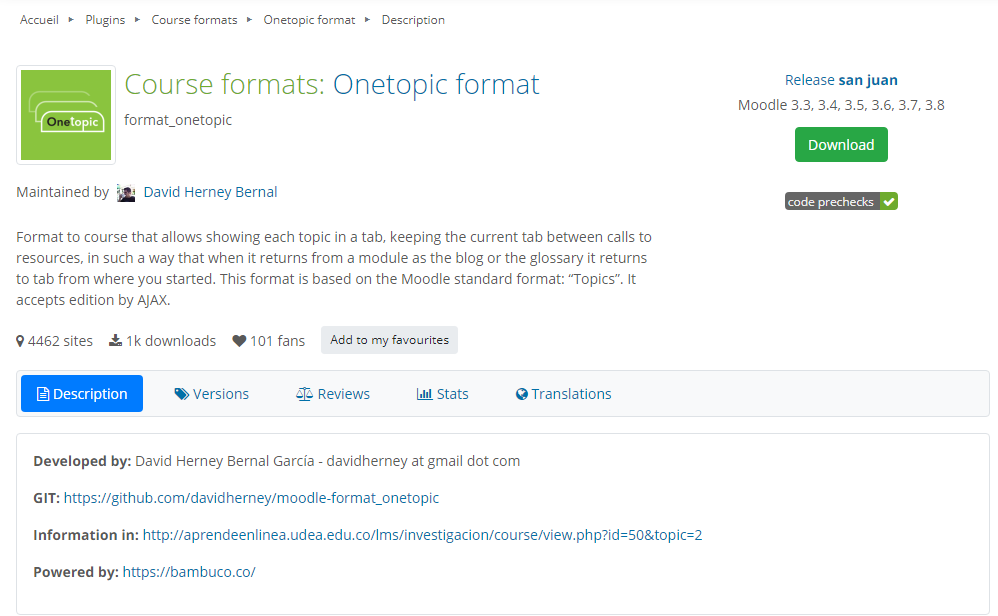 Accueil ▸ Plugins ▸ Course formats ▸ Onetopic format ▸ Description
Onetopic
Course formats: Onetopic format
format_onetopic
Release san juan
Moodle 3.3, 3.4, 3.5, 3.6, 3.7, 3.8
Download
code prechecks
Maintained by David Herney Bernal
Format to course that allows showing each topic in a tab, keeping the current tab between calls to
resources, in such a way that when it returns from a module as the blog or the glossary it returns
to tab from where you started. This format is based on the Moodle standard format: “Topics”. It
accepts edition by AJAX.
4462 sites 1k downloads 101 fans Add to my favourites
Description Versions Reviews Stats Translations
Developed by: David Herney Bernal García - davidherney at gmail dot com
GIT: https://github.com/davidherney/moodle-format_onetopic
Information in: http://aprendeenlinea.udea.edu.co/lms/investigacion/course/view.php?id=50&topic=2
Powered by: https://bambuco.co/